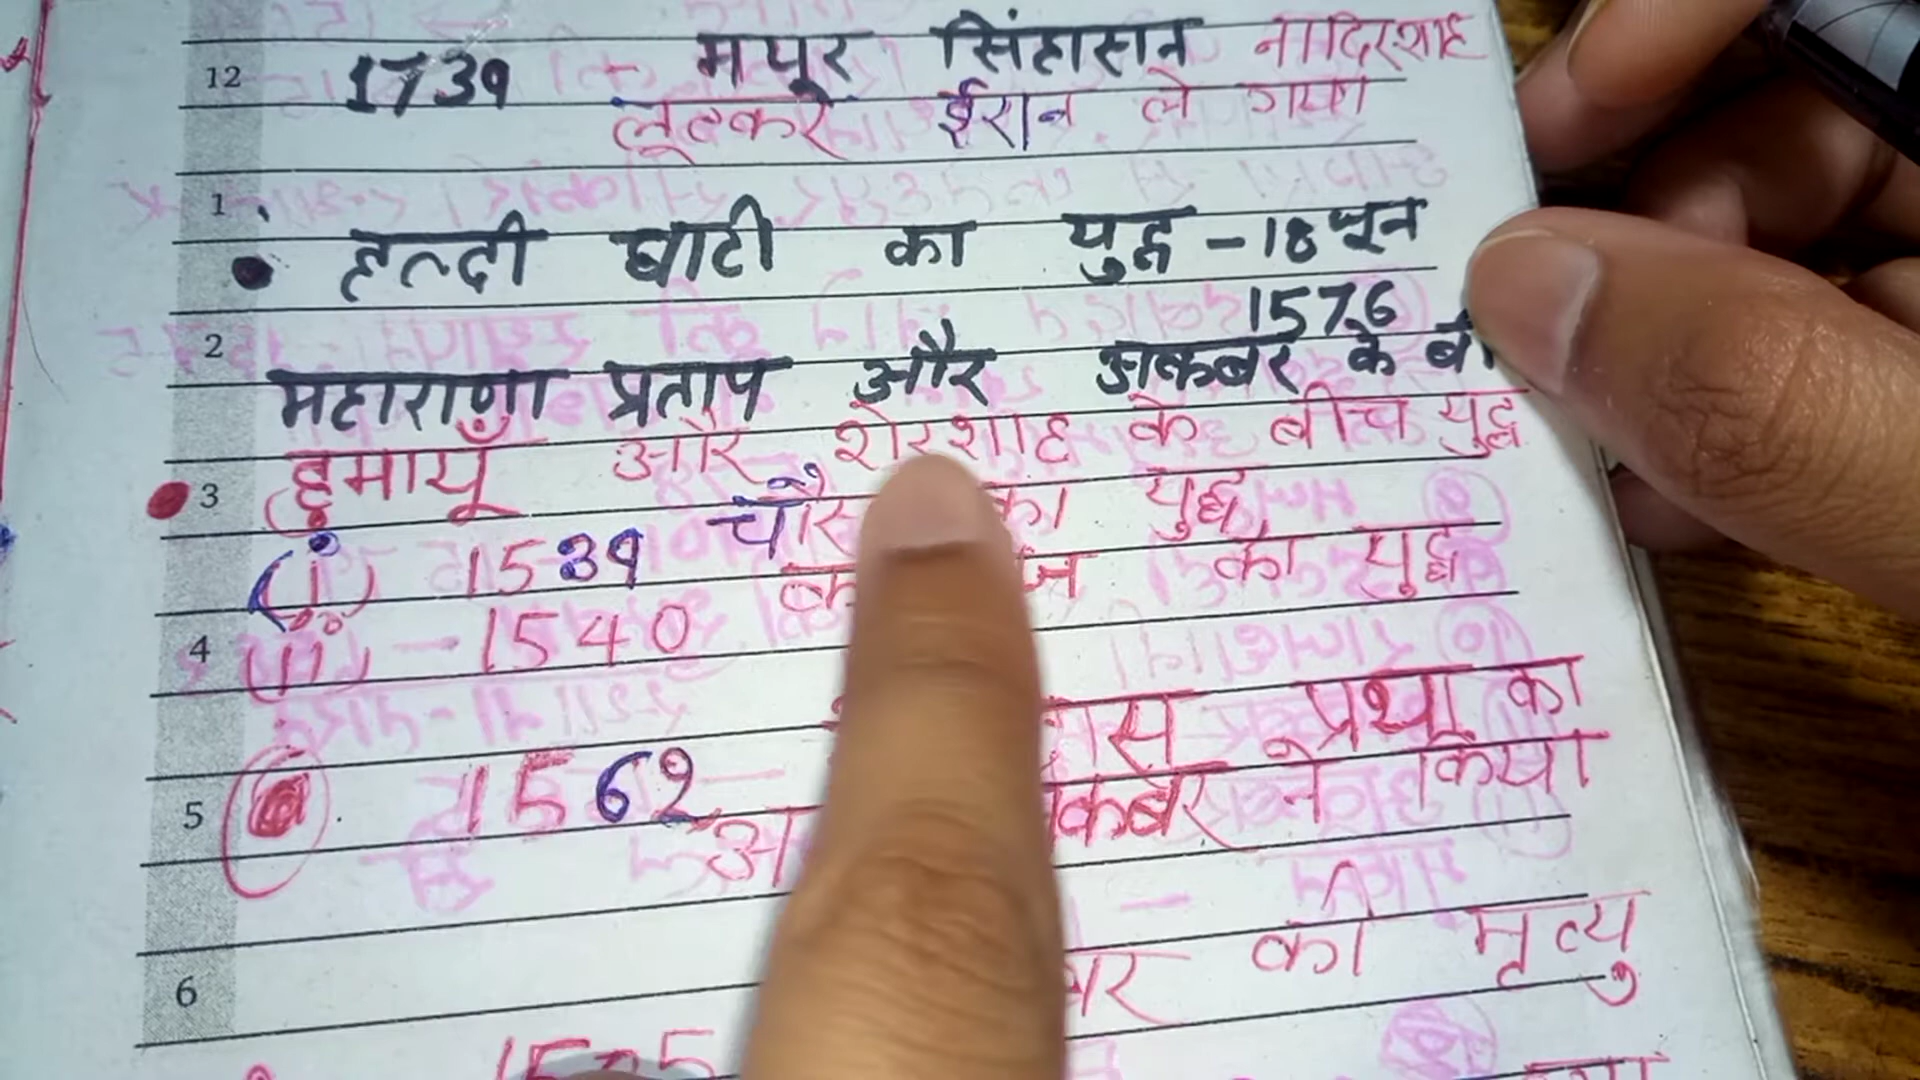 12 1739 - मयूर सिंहासन नादिरशाह
लूटकर ईरान ले गया
1
• हल्दी घाटी का युद्ध - 18 जून
1576
2
महाराणा प्रताप और अकबर के
हुमायूँ और शेरशाह के बीच युद्ध
3
(i) 1539 का युद्ध
4 (ii) - 1540 का युद्ध
प्रथा का
5 1562 अकबर ने किया
6
की मृत्यु